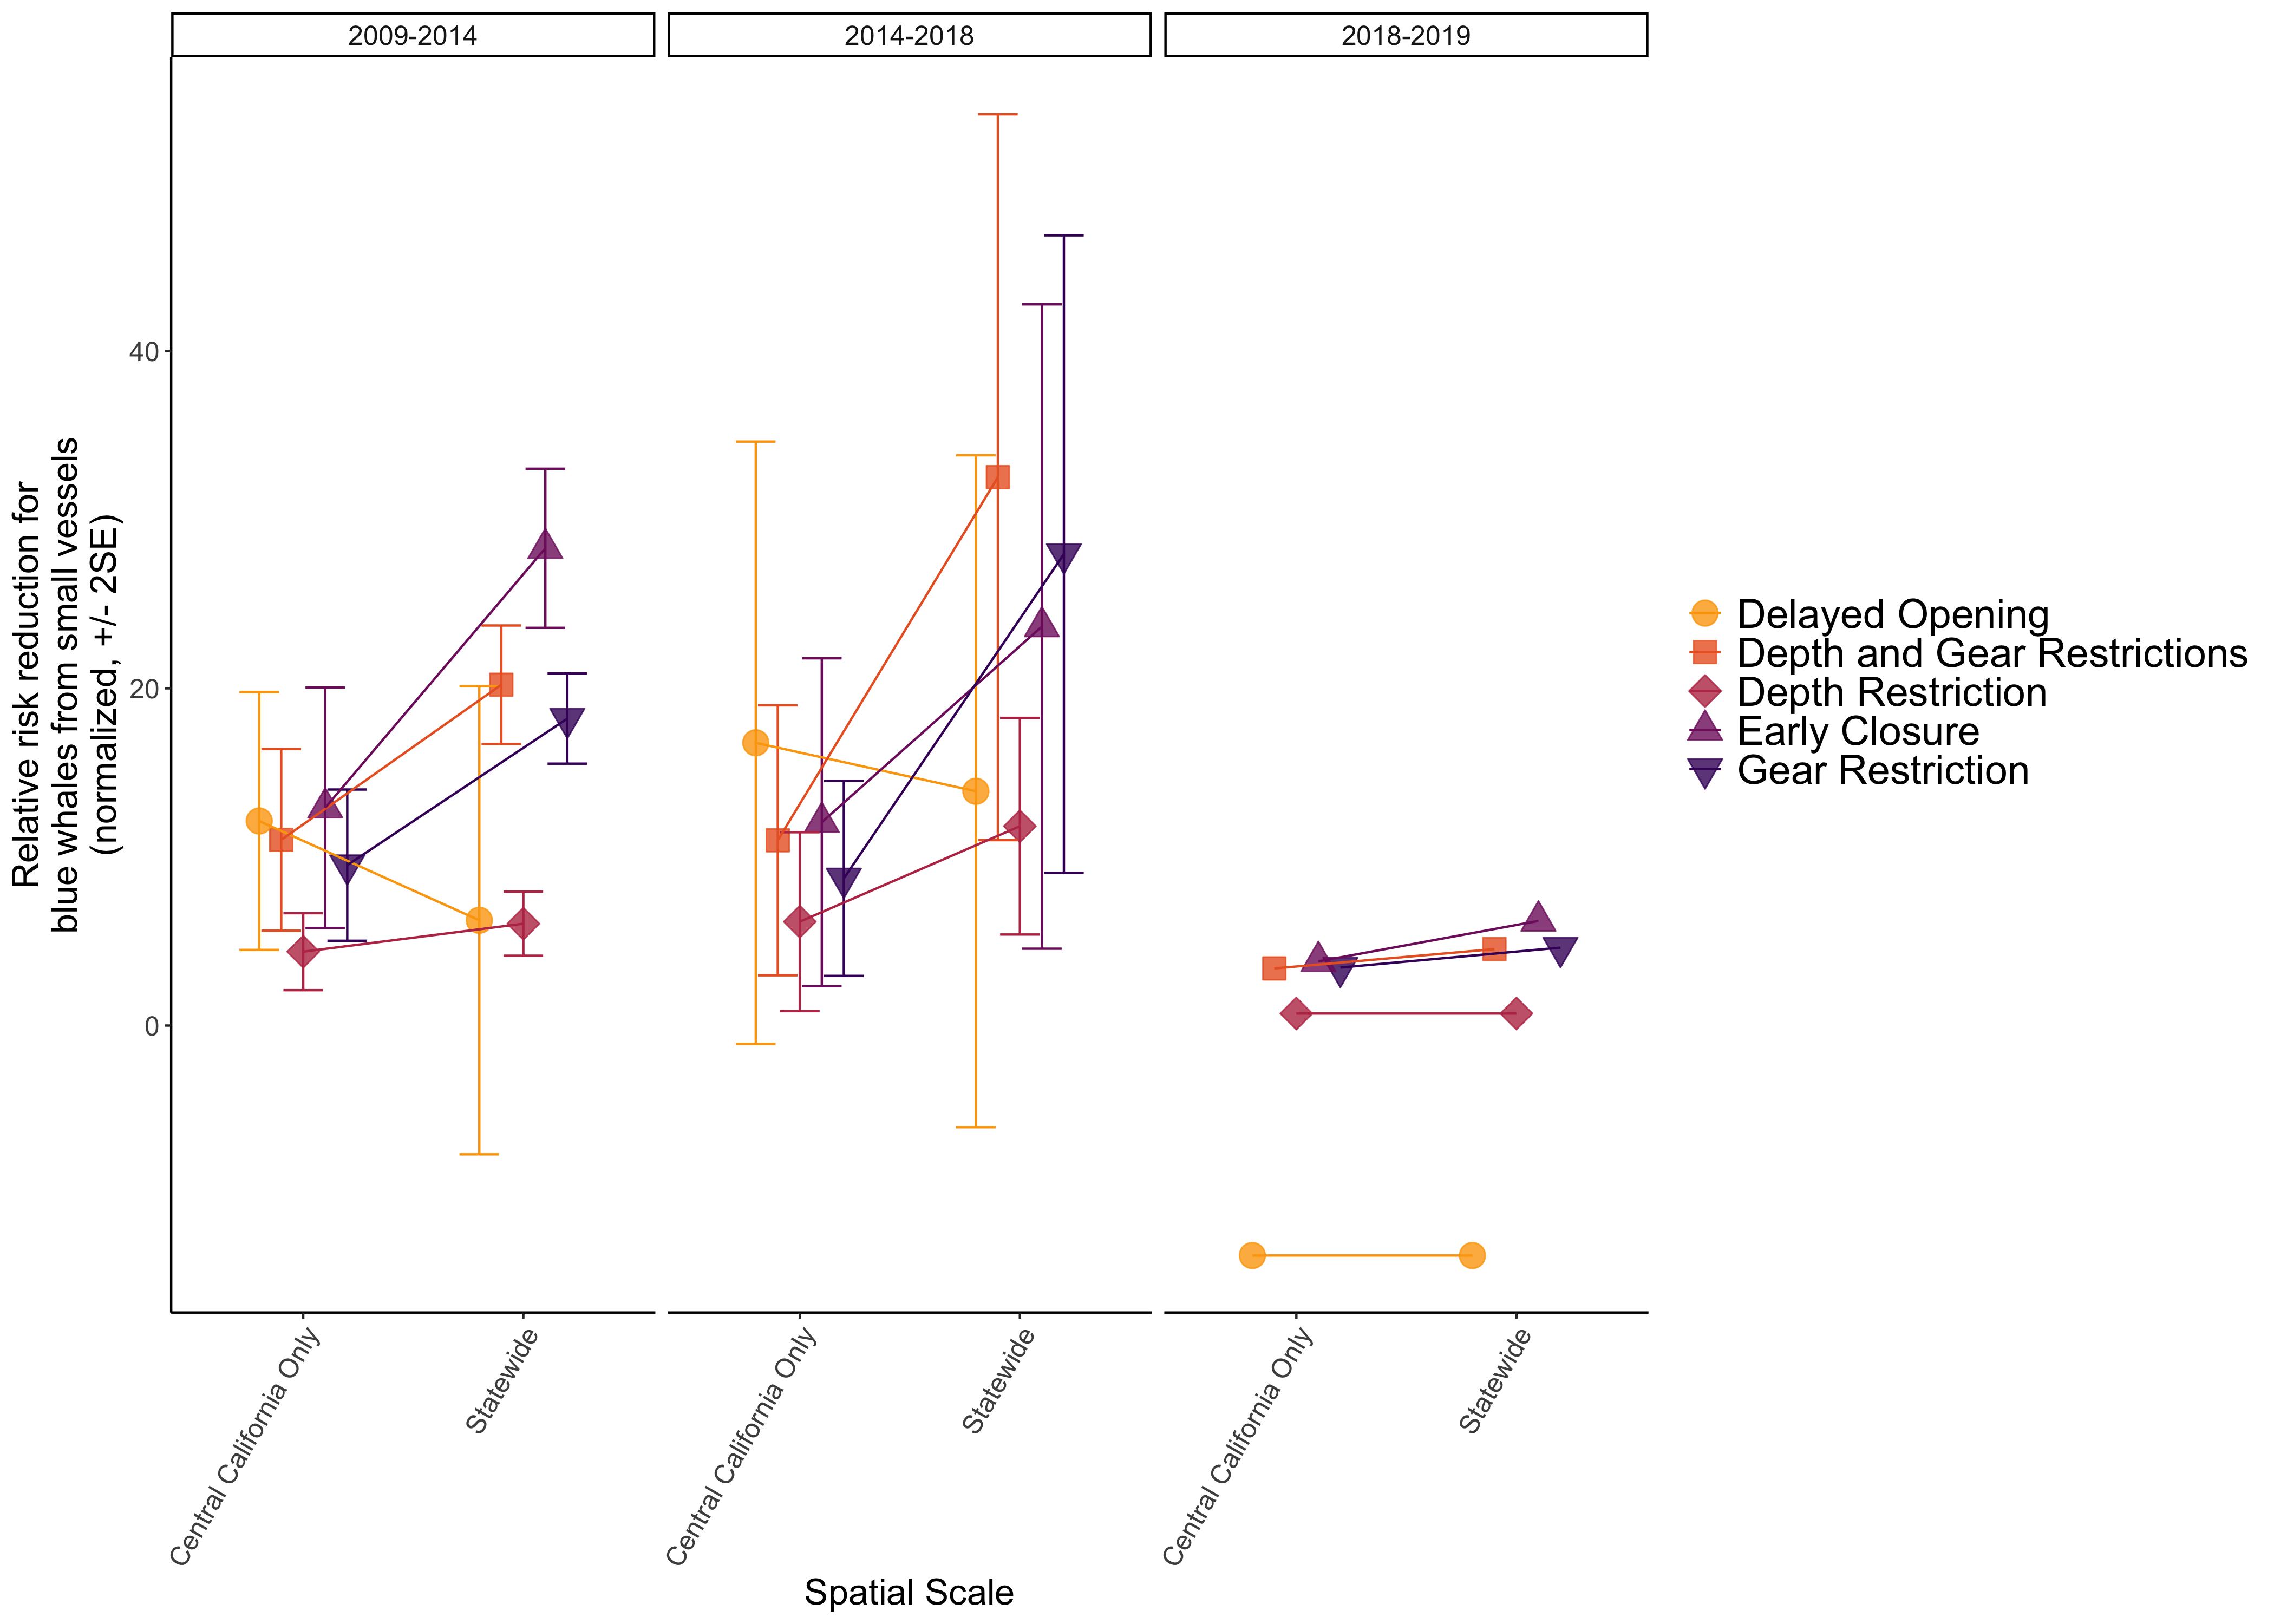 2009-2014
2014-2018
2018-2019
Relative risk reduction for
blue whales from small vessels
(normalized, +/- 2SE)
40
20
0
Delayed Opening
Depth and Gear Restrictions
Depth Restriction
Early Closure
Gear Restriction
Central California Only
Statewide
Central California Only
Statewide
Central California Only
Statewide
Spatial Scale